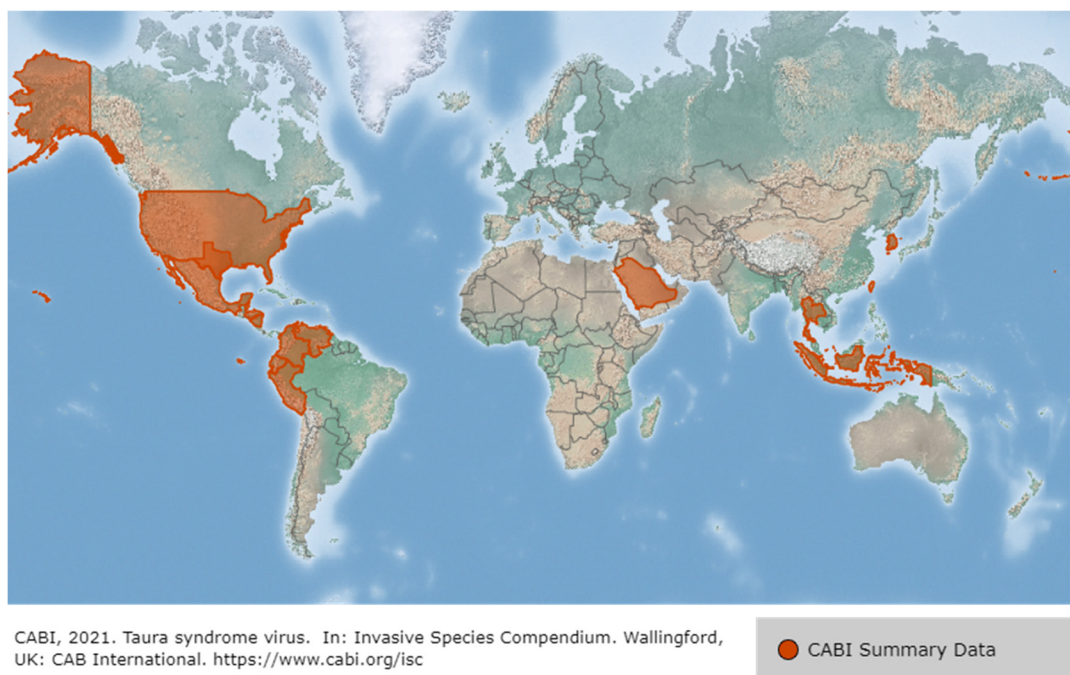 CABI, 2021. Taura syndrome virus. In: Invasive Species Compendium. Wallingford,
UK: CAB International. https://www.cabi.org/isc
CABI Summary Data